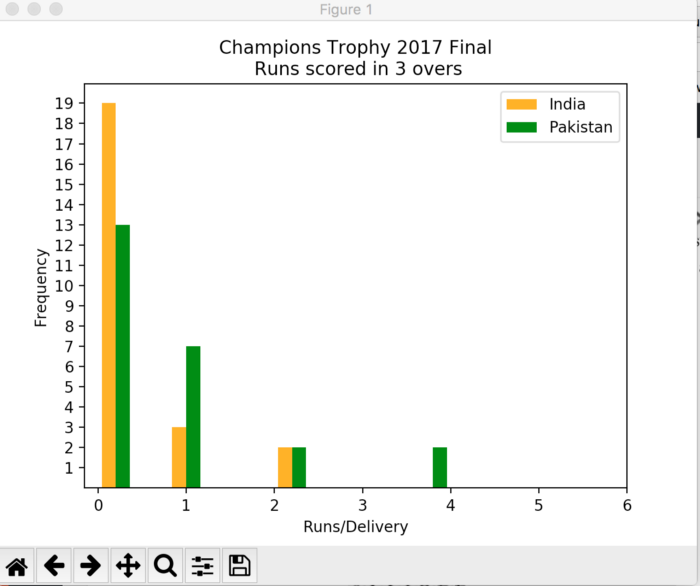 Figure 1
Champions Trophy 2017 Final
Runs scored in 3 overs
India
Pakistan
19
18
17
16
15
14
13
12
11
10
9
8
7
6
5
4
3
2
1
Frequency
0 1 2 3 4 5 6
Runs/Delivery